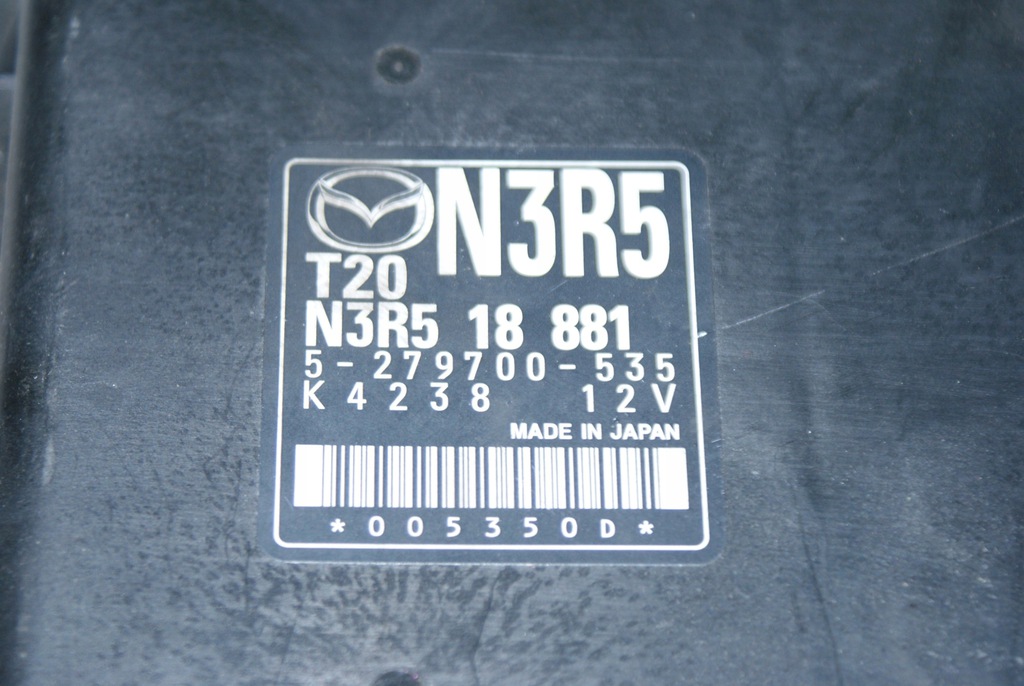 N3R5
T20
N3R5 18 881
5-279700-535
K4238 12V
MADE IN JAPAN
*005350D*